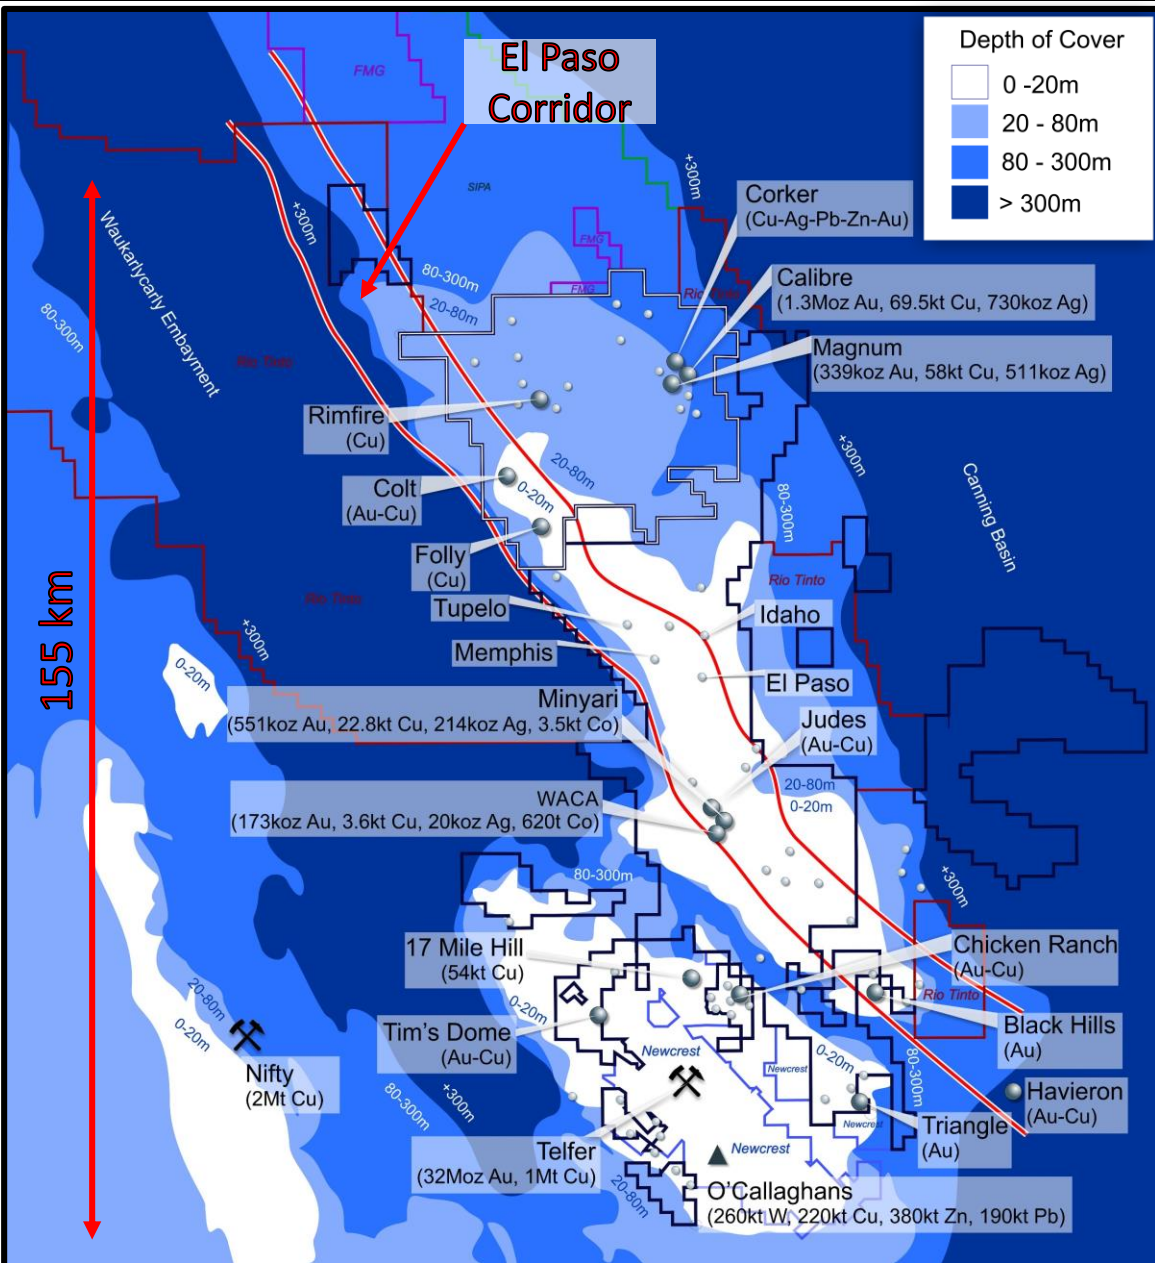 El Paso
Corridor
Depth of Cover
0 -20m
20 - 80m
80 - 300m
> 300m
FMG
SIPA
+300m
+300m
Waukarlycarly Embayment
Corker
(Cu-Ag-Pb-Zn-Au)
FMG
FMG
Rio Tinto
80-300m
20-80m
Calibre
(1.3Moz Au, 69.5kt Cu, 730koz Ag)
80-300m
Rio Tinto
Magnum
(339koz Au, 58kt Cu, 511koz Ag)
Rimfire
(Cu)
+300m
20-80m
Canning Basin
Colt
(Au-Cu)
0-20m
80-300m
Folly
(Cu)
155 km
Rio Tinto
Rio Tinto
Tupelo
Idaho
+300m
Memphis
0-20m
El Paso
Minyari
(551koz Au, 22.8kt Cu, 214koz Ag, 3.5kt Co)
Judes
(Au-Cu)
20-80m
0-20m
WACA
(173koz Au, 3.6kt Cu, 20koz Ag, 620t Co)
80-300m
+300m
17 Mile Hill
(54kt Cu)
Chicken Ranch
(Au-Cu)
20-80m
0-20m
0-20m
Rio Tinto
Tim's Dome
(Au-Cu)
Black Hills
(Au)
Newcrest
0-20m
Newcrest
80-300m
Nifty
(2Mt Cu)
80-300m
+300m
Havieron
(Au-Cu)
Newcrest
Triangle
(Au)
Telfer
(32Moz Au, 1Mt Cu)
Newcrest
20-80m
O'Callaghans
(260kt W, 220kt Cu, 380kt Zn, 190kt Pb)